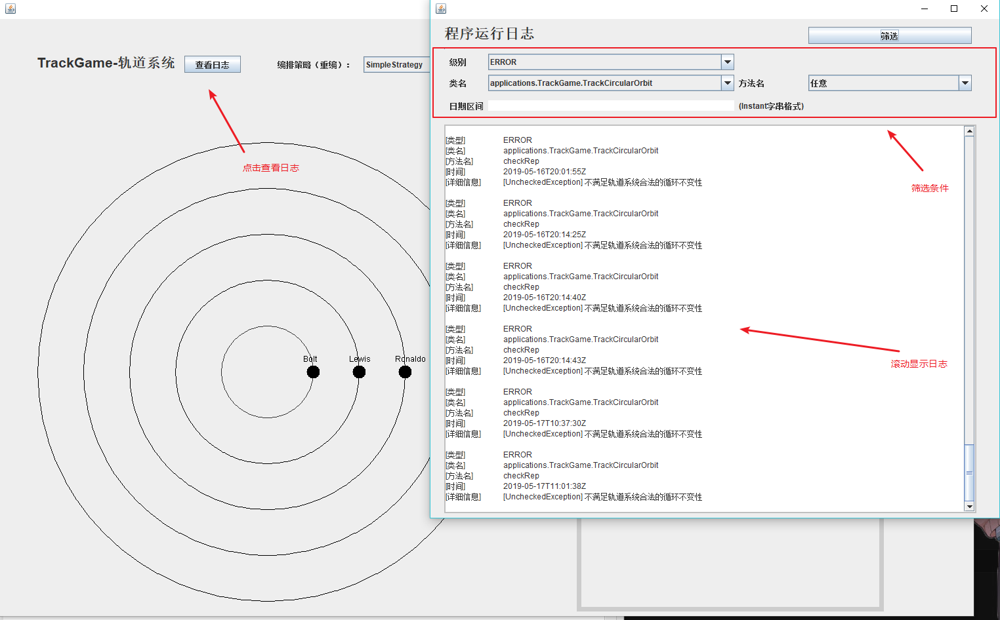 TrackGame-轨道系统
查看日志
编排策略（重编）：
SimpleStrategy
点击查看日志
Bolt
Lewis
Ronaldo
程序运行日志
筛选
级别
ERROR
类名
applications.TrackGame.TrackCircularOrbit
方法名
任意
日期区间
(Instant字串格式)
筛选条件
[类型] ERROR
[类名] applications.TrackGame.TrackCircularOrbit
[方法名] checkRep
[时间] 2019-05-16T20:01:55Z
[详细信息] [UncheckedException] 不满足轨道系统合法的循环不变性
[类型] ERROR
[类名] applications.TrackGame.TrackCircularOrbit
[方法名] checkRep
[时间] 2019-05-16T20:14:25Z
[详细信息] [UncheckedException] 不满足轨道系统合法的循环不变性
[类型] ERROR
[类名] applications.TrackGame.TrackCircularOrbit
[方法名] checkRep
[时间] 2019-05-16T20:14:40Z
[详细信息] [UncheckedException] 不满足轨道系统合法的循环不变性
[类型] ERROR
[类名] applications.TrackGame.TrackCircularOrbit
[方法名] checkRep
[时间] 2019-05-16T20:14:43Z
[详细信息] [UncheckedException] 不满足轨道系统合法的循环不变性
滚动显示日志
[类型] ERROR
[类名] applications.TrackGame.TrackCircularOrbit
[方法名] checkRep
[时间] 2019-05-17T10:37:30Z
[详细信息] [UncheckedException] 不满足轨道系统合法的循环不变性
[类型] ERROR
[类名] applications.TrackGame.TrackCircularOrbit
[方法名] checkRep
[时间] 2019-05-17T11:01:38Z
[详细信息] [UncheckedException] 不满足轨道系统合法的循环不变性